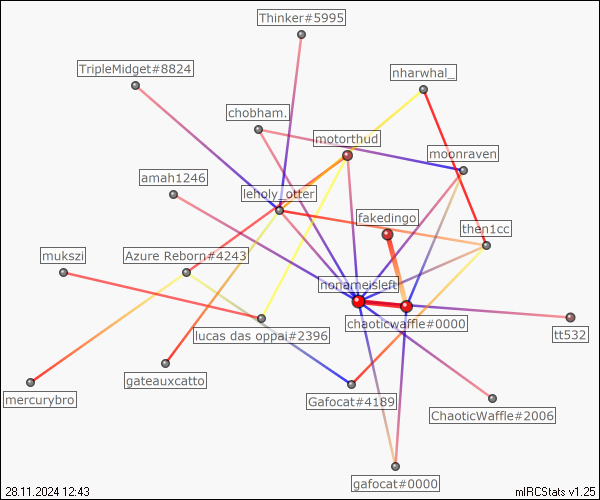 Thinker#5995
TripleMidget#8824
nharwhal_
chobham.
motorthud
moonraven
amah1246
leholy_otter
fakedingo
then1cc
mukszi
Azure Reborn#4243
nonameisleft
chaoticwaffle#0000
lucas das oppai#2396
tt532
gateauxcatto
mercurybro
Gafocat#4189
ChaoticWaffle#2006
gafocat#0000
28.11.2024 12:43
mIRCStats v1.25